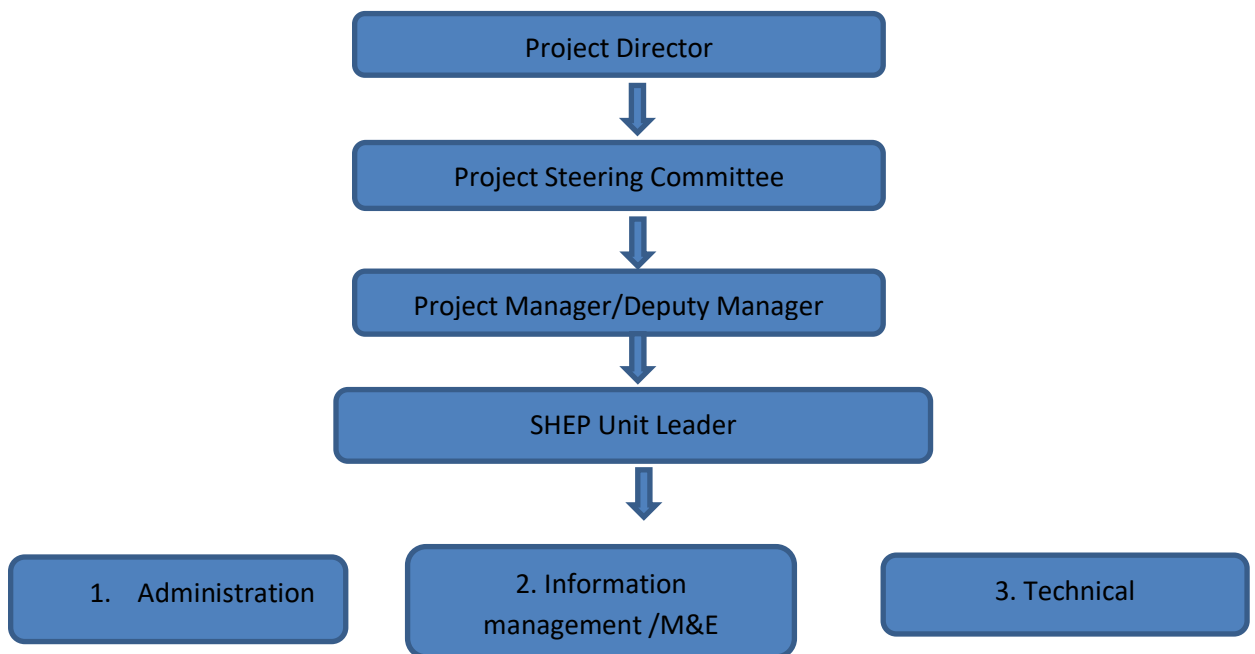 Project Director
Project Steering Committee
Project Manager/Deputy Manager
SHEP Unit Leader
1. Administration
2. Information
management /M&E
3. Technical